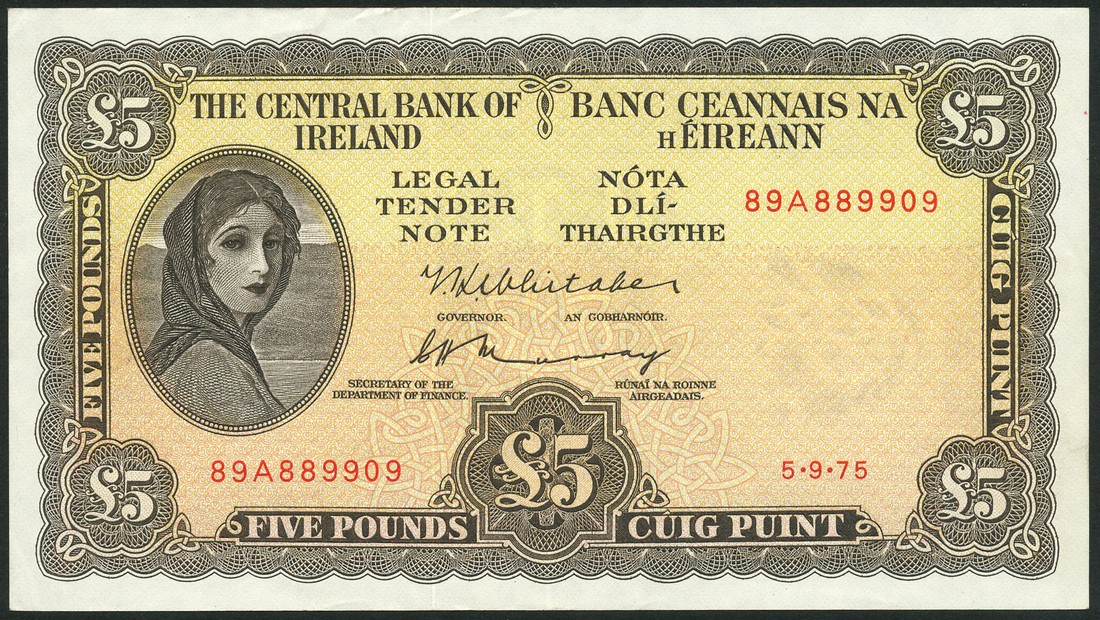 £5
£5
THE CENTRAL BANK OF
IRELAND
BANC CEANNAIS NA
hÉIREANN
LEGAL
TENDER
NOTE
NÓTA
DLÍ-
THAIRGTHE
89A889909
FIVE POUNDS
CÚIG PUINT
T.K.Whitaker
GOVERNOR. AN GOBHARNÓIR.
C H Murray
SECRETARY OF THE
DEPARTMENT OF FINANCE.
RÚNAÍ NA ROINNE
AIRGEADAIS.
89A889909
£5
5·9·75
£5
£5
FIVE POUNDS
CÚIG PUINT